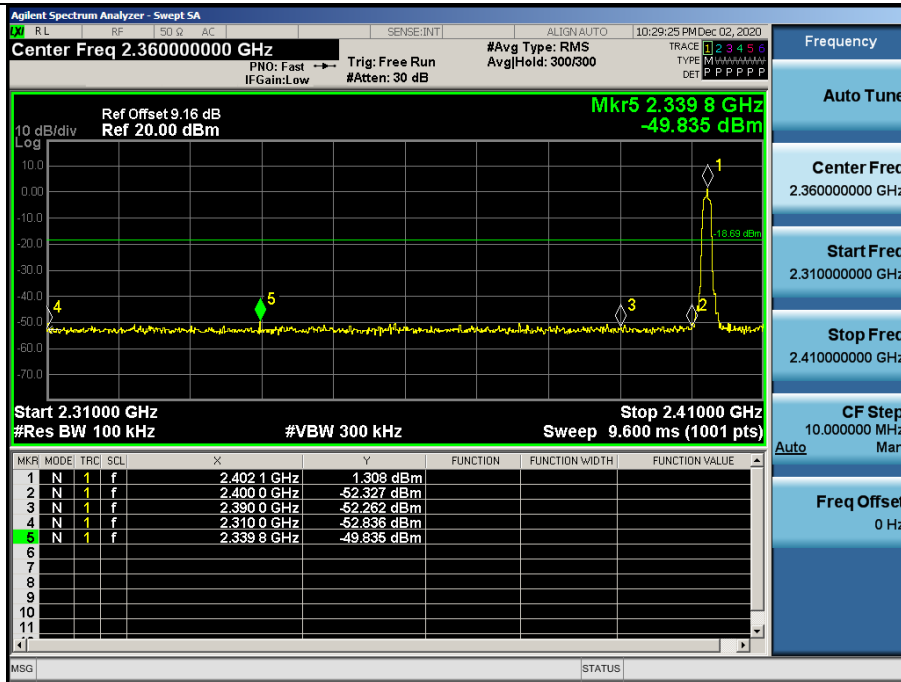 Agilent Spectrum Analyzer - Swept SA
LXI RL RF 50 Ω AC SENSE:INT ALIGN AUTO 10:29:25 PM Dec 02, 2020
Center Freq 2.360000000 GHz #Avg Type: RMS TRACE 1 2 3 4 5 6
PNO: Fast Trig: Free Run Avg|Hold: 300/300 TYPE MWWWWW
IFGain:Low #Atten: 30 dB DET P P P P P P
Mkr5 2.339 8 GHz
Ref Offset 9.16 dB
10 dB/div Ref 20.00 dBm -49.835 dBm
Log
10.0
1
0.00
-10.0
-18.69 dBm
-20.0
-30.0
-40.0
4 5 3 2
-50.0
-60.0
-70.0
Start 2.31000 GHz Stop 2.41000 GHz
#Res BW 100 kHz #VBW 300 kHz Sweep 9.600 ms (1001 pts)
MKR MODE TRC SCL X Y FUNCTION FUNCTION WIDTH FUNCTION VALUE
1 N 1 f 2.402 1 GHz 1.308 dBm
2 N 1 f 2.400 0 GHz -52.327 dBm
3 N 1 f 2.390 0 GHz -52.262 dBm
4 N 1 f 2.310 0 GHz -52.836 dBm
5 N 1 f 2.339 8 GHz -49.835 dBm
6
7
8
9
10
11
MSG STATUS
Frequency
Auto Tune
Center Freq
2.360000000 GHz
Start Freq
2.310000000 GHz
Stop Freq
2.410000000 GHz
CF Step
10.000000 MHz
Auto Man
Freq Offset
0 Hz